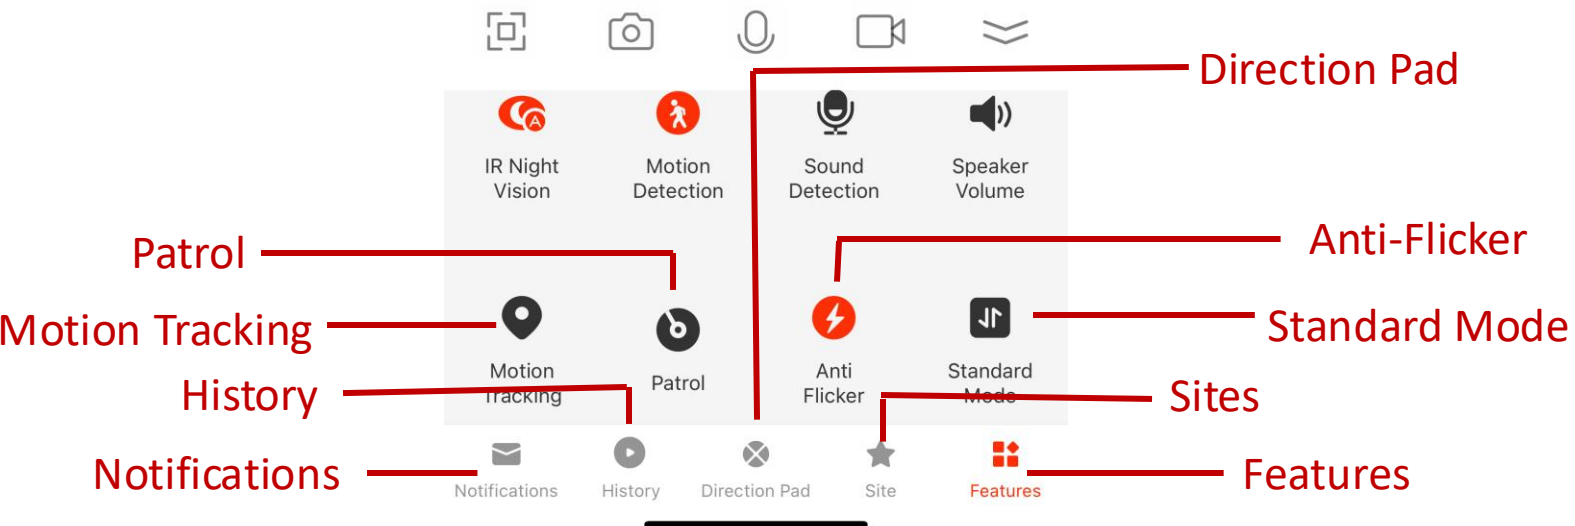 Direction Pad
IR Night
Vision
Motion
Detection
Sound
Detection
Speaker
Volume
Patrol
Anti-Flicker
Motion Tracking
Standard Mode
Motion
Tracking
Patrol
Anti
Flicker
Standard
Mode
History
Sites
Notifications
Features
Notifications
History
Direction Pad
Site
Features